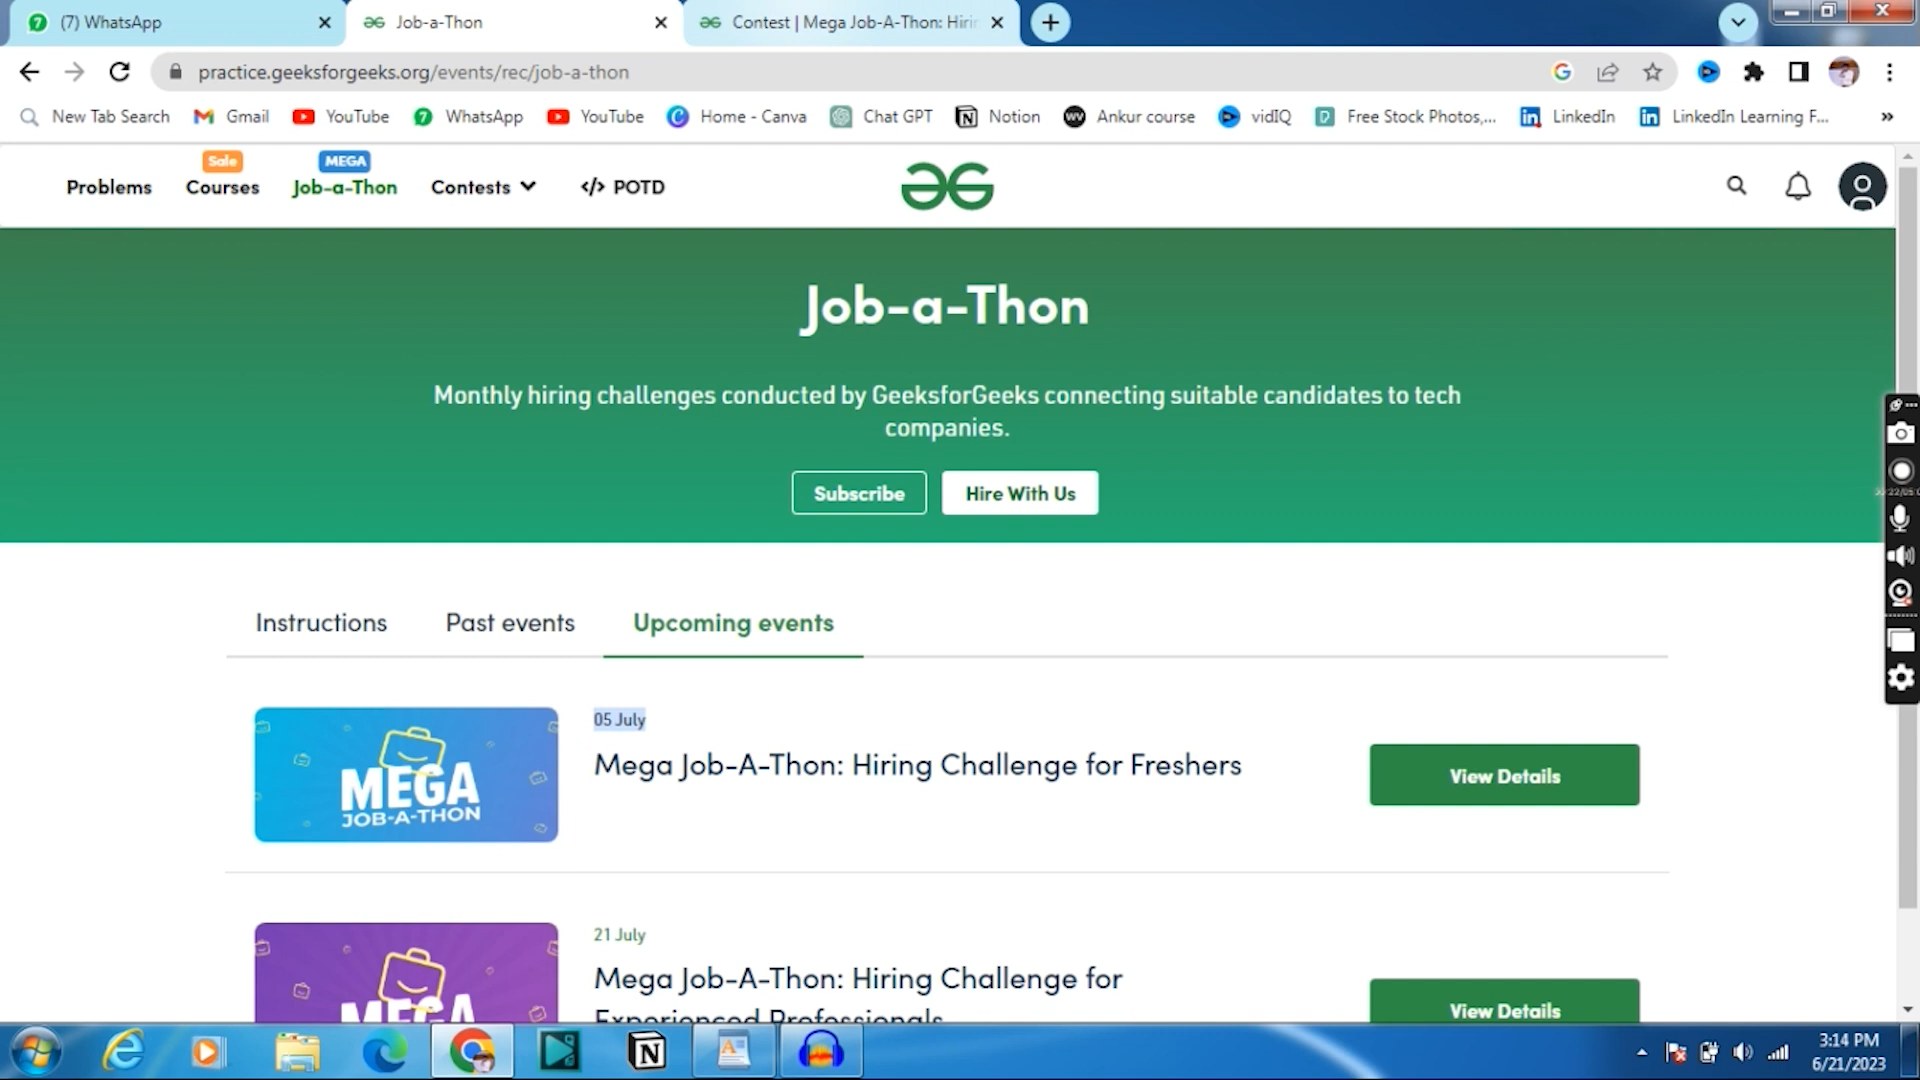 (7) WhatsApp
Job-a-Thon
Contest | Mega Job-A-Thon: Hiri
practice.geeksforgeeks.org/events/rec/job-a-thon
New Tab Search
Gmail
YouTube
WhatsApp
YouTube
Home - Canva
Chat GPT
Notion
Ankur course
vidIQ
Free Stock Photos,...
LinkedIn
LinkedIn Learning F...
»
Sale
MEGA
Problems
Courses
Job-a-Thon
Contests
</> POTD
Job-a-Thon
Monthly hiring challenges conducted by GeeksforGeeks connecting suitable candidates to tech
companies.
Subscribe
Hire With Us
Instructions
Past events
Upcoming events
MEGA
JOB-A-THON
05 July
Mega Job-A-Thon: Hiring Challenge for Freshers
View Details
MEGA
21 July
Mega Job-A-Thon: Hiring Challenge for
Experienced Professionals
View Details
3:14 PM
6/21/2023